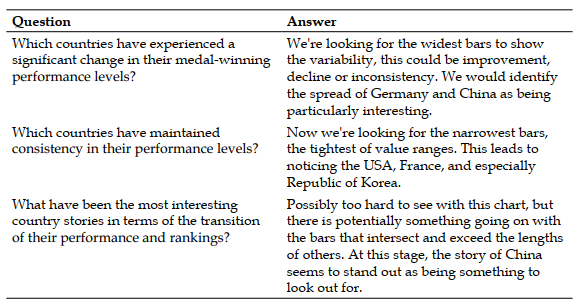 Question Answer
Which countries have experienced a We're looking for the widest bars to show
significant change in their medal-winning the variability, this could be improvement,
performance levels? decline or inconsistency. We would identify
the spread of Germany and China as being
particularly interesting.
Which countries have maintained Now we're looking for the narrowest bars,
consistency in their performance levels? the tightest of value ranges. This leads to
noticing the USA, France, and especially
Republic of Korea.
What have been the most interesting Possibly too hard to see with this chart, but
country stories in terms of the transition there is potentially something going on with
of their performance and rankings? the bars that intersect and exceed the lengths
of others. At this stage, the story of China
seems to stand out as being something to
look out for.